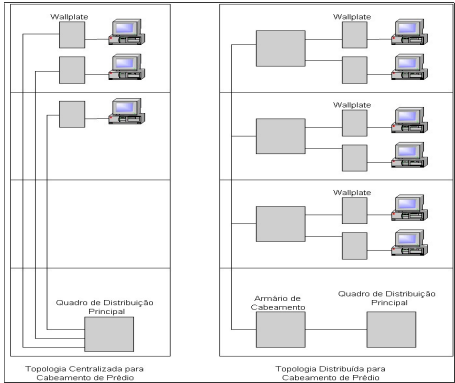 Wallplate
Quadro de Distribuição
Principal
Topologia Centralizada para
Cabeamento de Prédio
Wallplate
Wallplate
Wallplate
Armário de
Cabeamento
Quadro de Distribuição
Principal
Topologia Distribuída para
Cabeamento de Prédio